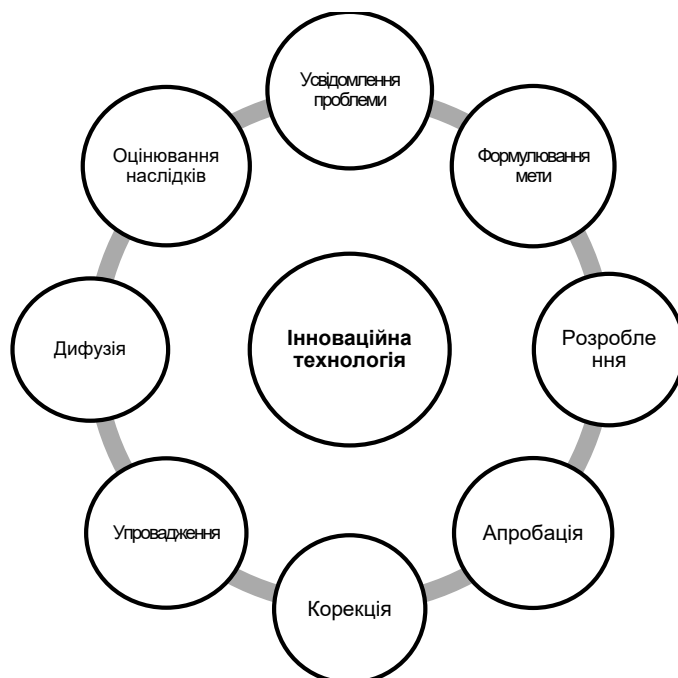 Усвідомлення
проблеми
Формулювання
мети
Розробле
ння
Апробація
Корекція
Упровадження
Дифузія
Оцінювання
наслідків
Інноваційна
технологія